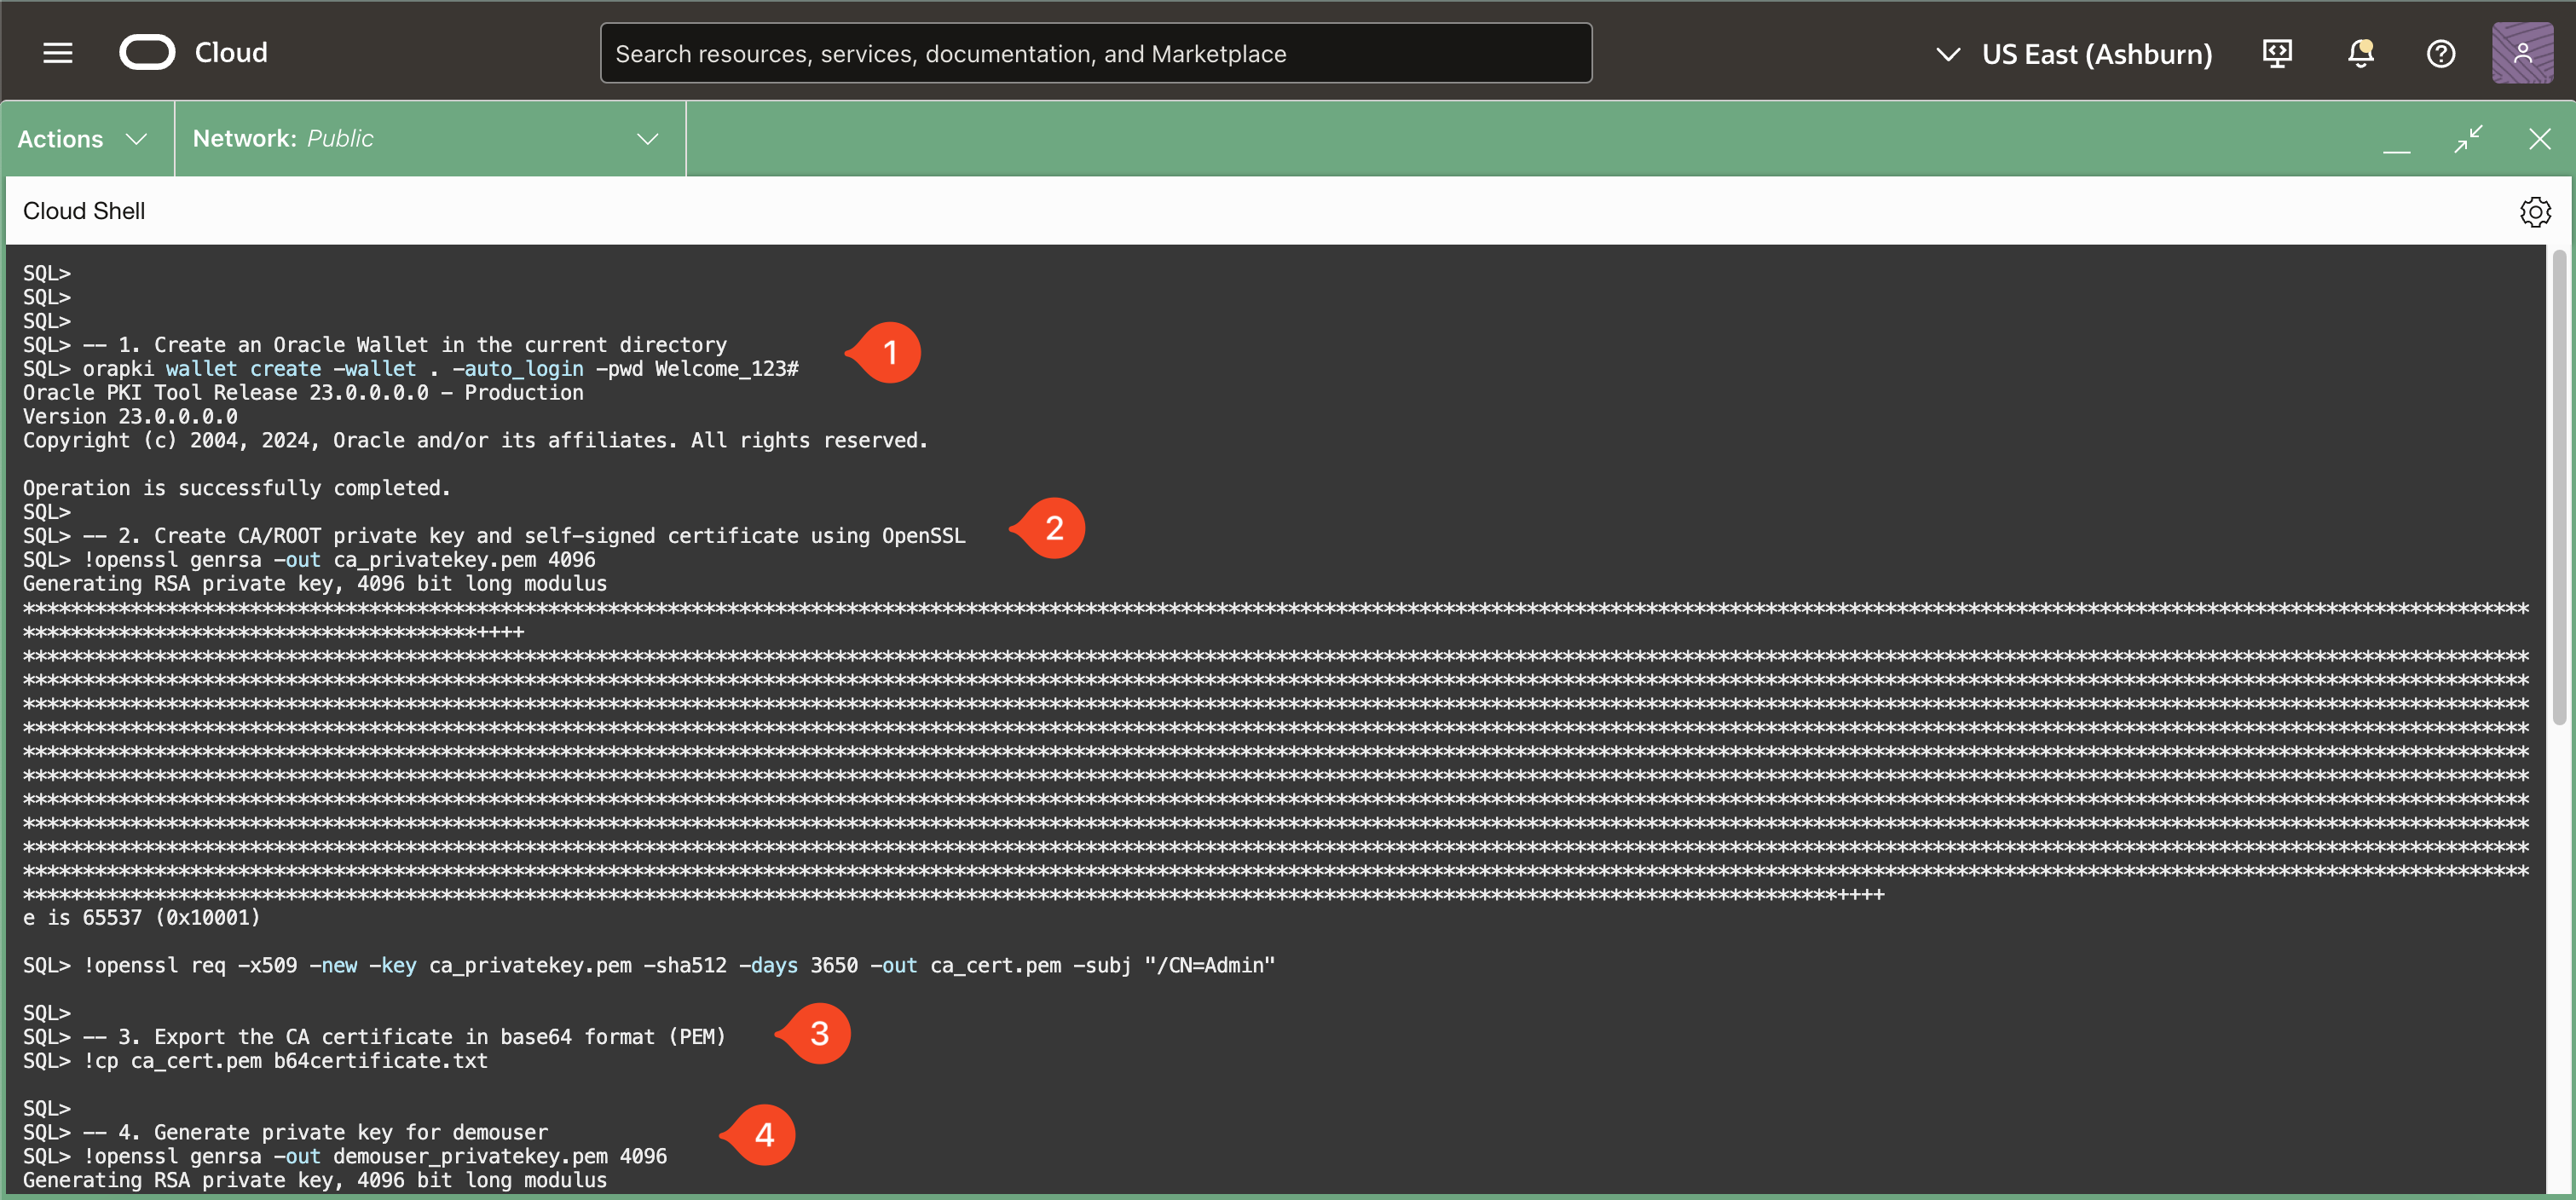 Cloud
Search resources, services, documentation, and Marketplace
US East (Ashburn)
Actions
Network: Public
Cloud Shell
SQL>
SQL>
SQL>
SQL> -- 1. Create an Oracle Wallet in the current directory
1
SQL> orapki wallet create -wallet . -auto_login -pwd Welcome_123#
Oracle PKI Tool Release 23.0.0.0.0 - Production
Version 23.0.0.0.0
Copyright (c) 2004, 2024, Oracle and/or its affiliates. All rights reserved.
Operation is successfully completed.
SQL>
SQL> -- 2. Create CA/ROOT private key and self-signed certificate using OpenSSL
2
SQL> !openssl genrsa -out ca_privatekey.pem 4096
Generating RSA private key, 4096 bit long modulus
******************************************************************************************************************************************************************************************************************
**************************************++++
******************************************************************************************************************************************************************************************************************
******************************************************************************************************************************************************************************************************************
******************************************************************************************************************************************************************************************************************
******************************************************************************************************************************************************************************************************************
******************************************************************************************************************************************************************************************************************
******************************************************************************************************************************************************************************************************************
******************************************************************************************************************************************************************************************************************
******************************************************************************************************************************************************************************************************************
******************************************************************************************************************************************************************************************************************
******************************************************************************************************************************************************************************************************************
********************************************************************************************************************************************************++++
e is 65537 (0x10001)
SQL> !openssl req -x509 -new -key ca_privatekey.pem -sha512 -days 3650 -out ca_cert.pem -subj "/CN=Admin"
SQL>
SQL> -- 3. Export the CA certificate in base64 format (PEM)
3
SQL> !cp ca_cert.pem b64certificate.txt
SQL>
SQL> -- 4. Generate private key for demouser
4
SQL> !openssl genrsa -out demouser_privatekey.pem 4096
Generating RSA private key, 4096 bit long modulus